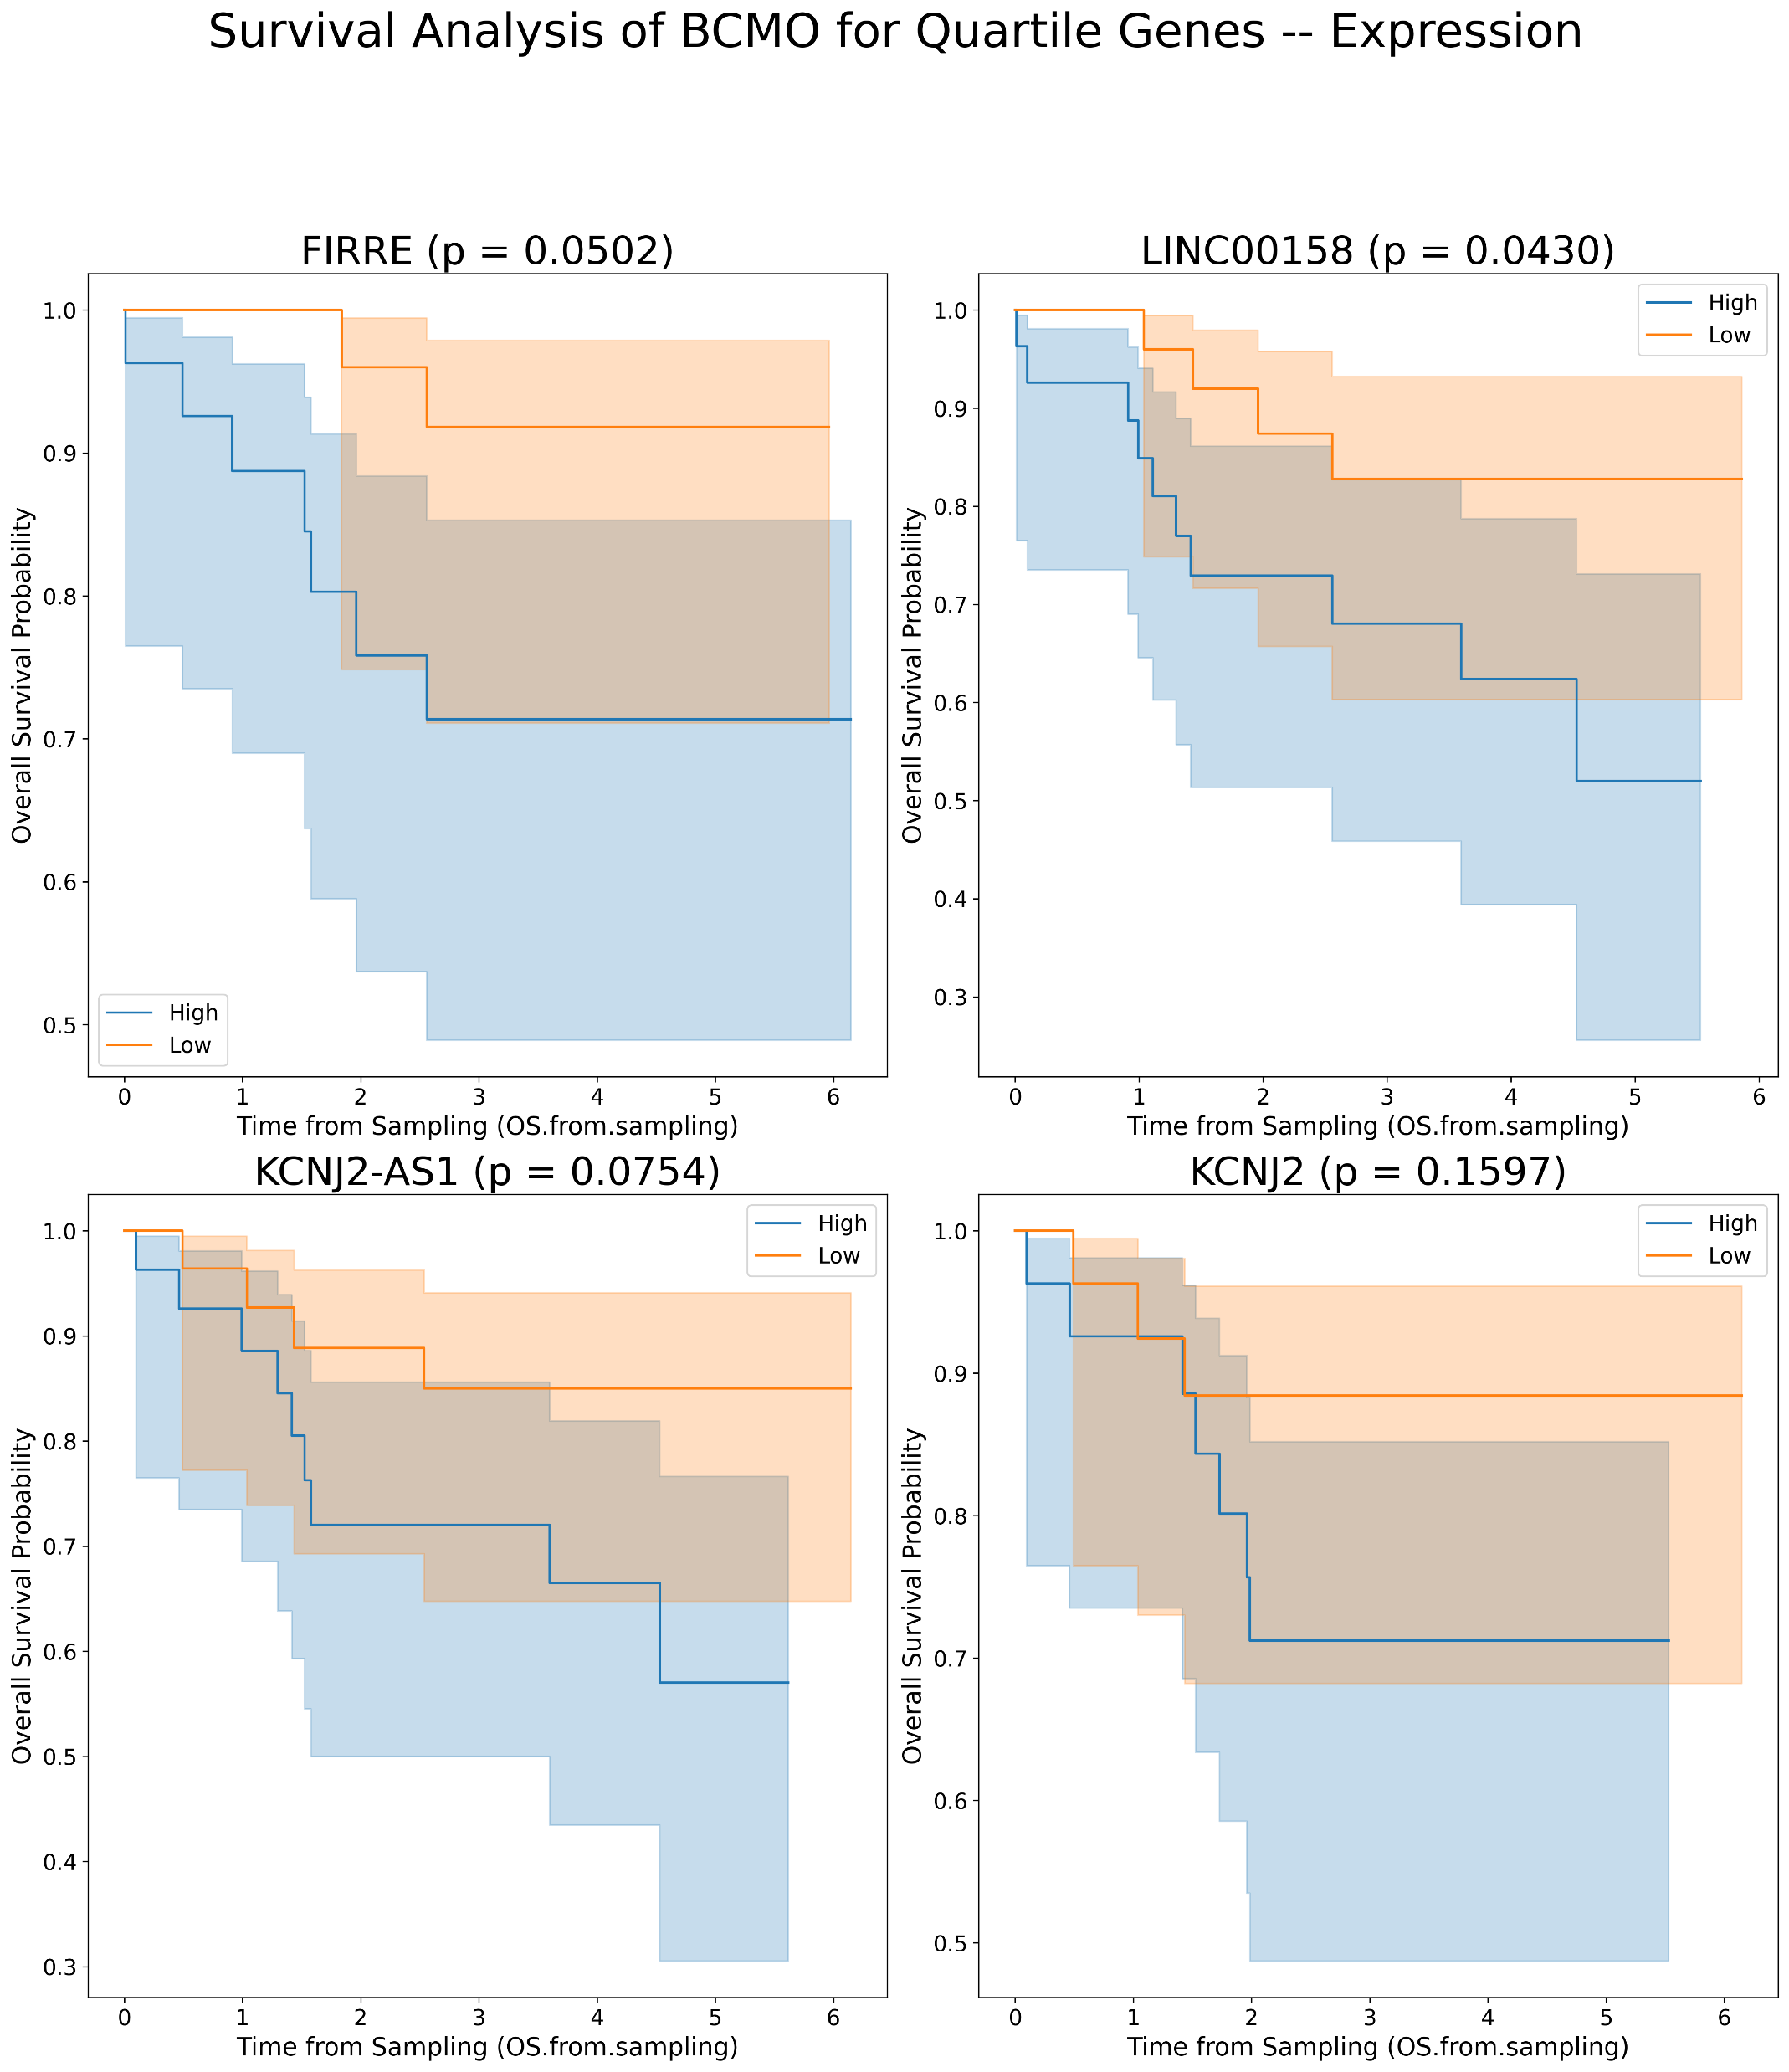 Survival Analysis of BCMO for Quartile Genes -- Expression
FIRRE (p = 0.0502)
Overall Survival Probability
1.0
0.9
0.8
0.7
0.6
0.5
High
Low
0 1 2 3 4 5 6
Time from Sampling (OS.from.sampling)
LINC00158 (p = 0.0430)
Overall Survival Probability
1.0
0.9
0.8
0.7
0.6
0.5
0.4
0.3
High
Low
0 1 2 3 4 5 6
Time from Sampling (OS.from.sampling)
KCNJ2-AS1 (p = 0.0754)
Overall Survival Probability
1.0
0.9
0.8
0.7
0.6
0.5
0.4
0.3
High
Low
0 1 2 3 4 5 6
Time from Sampling (OS.from.sampling)
KCNJ2 (p = 0.1597)
Overall Survival Probability
1.0
0.9
0.8
0.7
0.6
0.5
High
Low
0 1 2 3 4 5 6
Time from Sampling (OS.from.sampling)